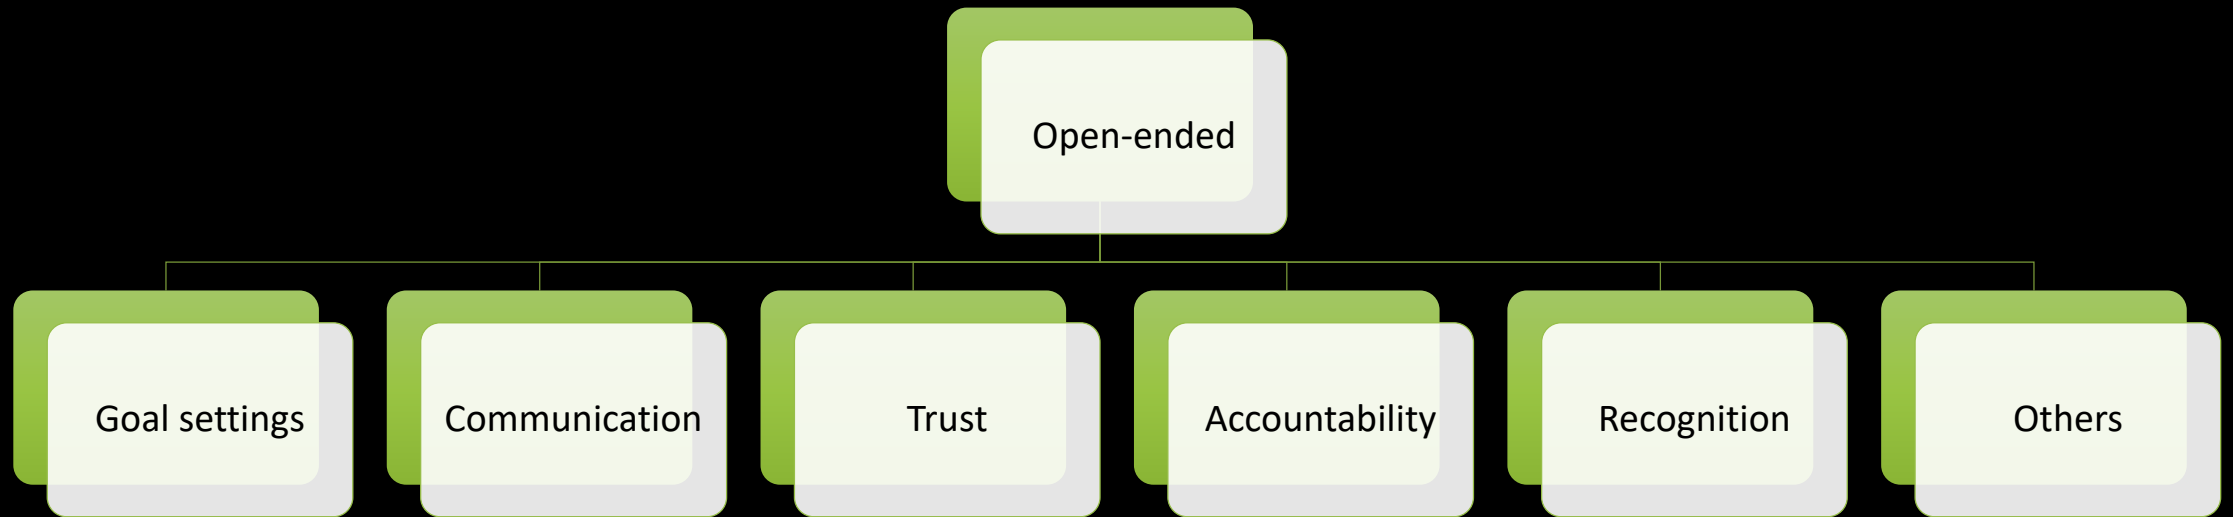 Open-ended
Goal settings
Communication
Trust
Accountability
Recognition
Others